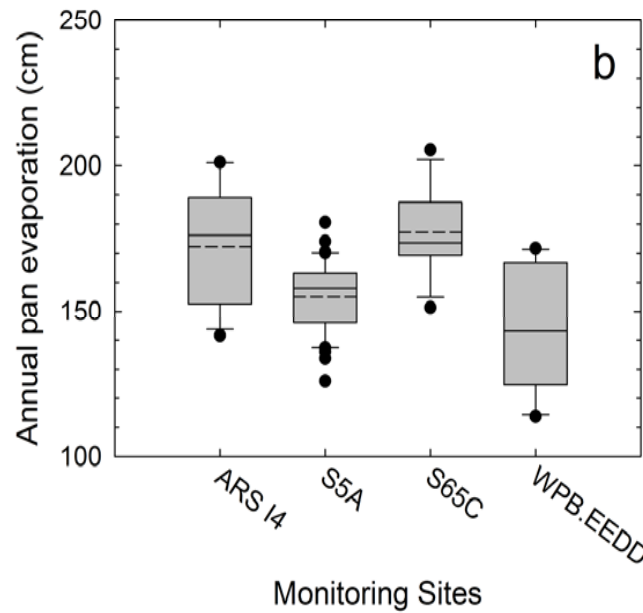 b
Annual pan evaporation (cm)
250
200
150
100
ARS I4
S5A
S65C
WPB.EEDD
Monitoring Sites